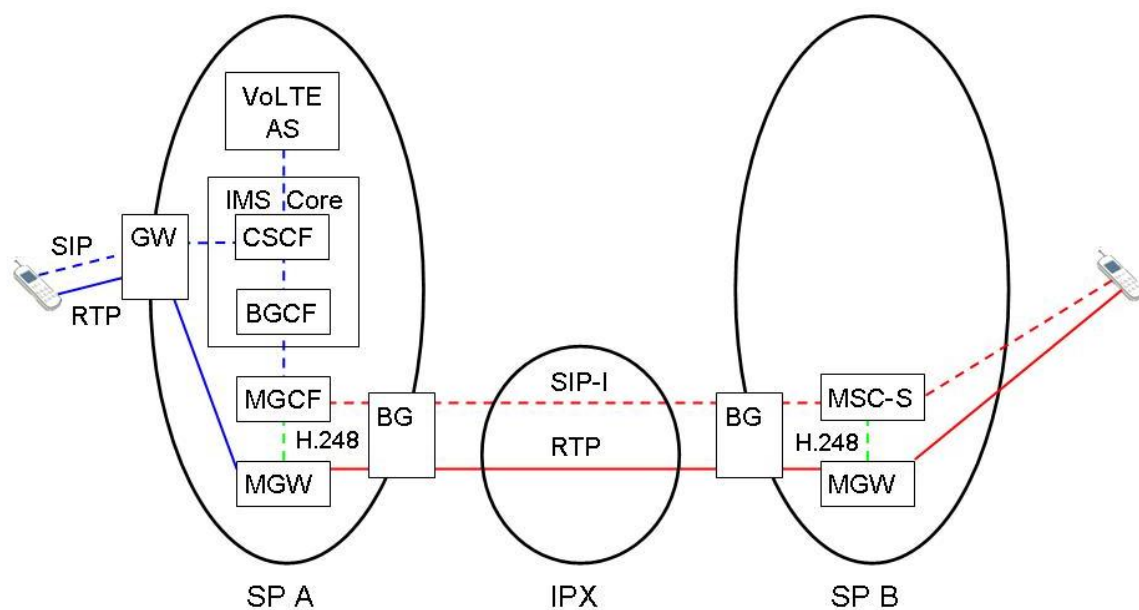 VoLTE
AS
IMS Core
GW
CSCF
SIP
RTP
BGCF
MGCF
BG
SIP-I
BG
MSC-S
H.248
RTP
H.248
MGW
MGW
SP A
IPX
SP B